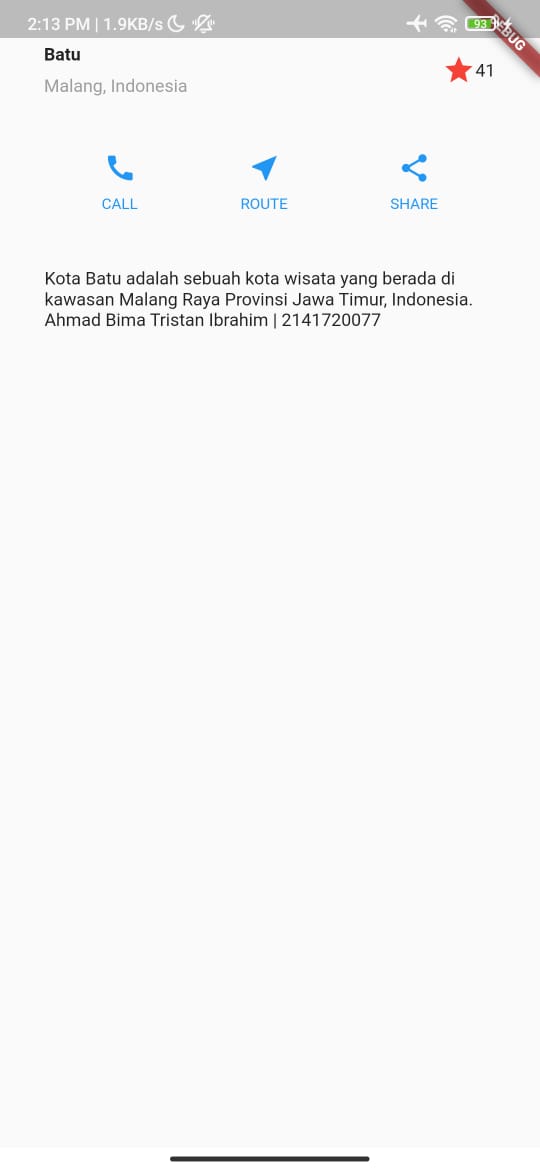 2:13 PM | 1.9KB/s
93
DEBUG
Batu
41
Malang, Indonesia
CALL
ROUTE
SHARE
Kota Batu adalah sebuah kota wisata yang berada di
kawasan Malang Raya Provinsi Jawa Timur, Indonesia.
Ahmad Bima Tristan Ibrahim | 2141720077